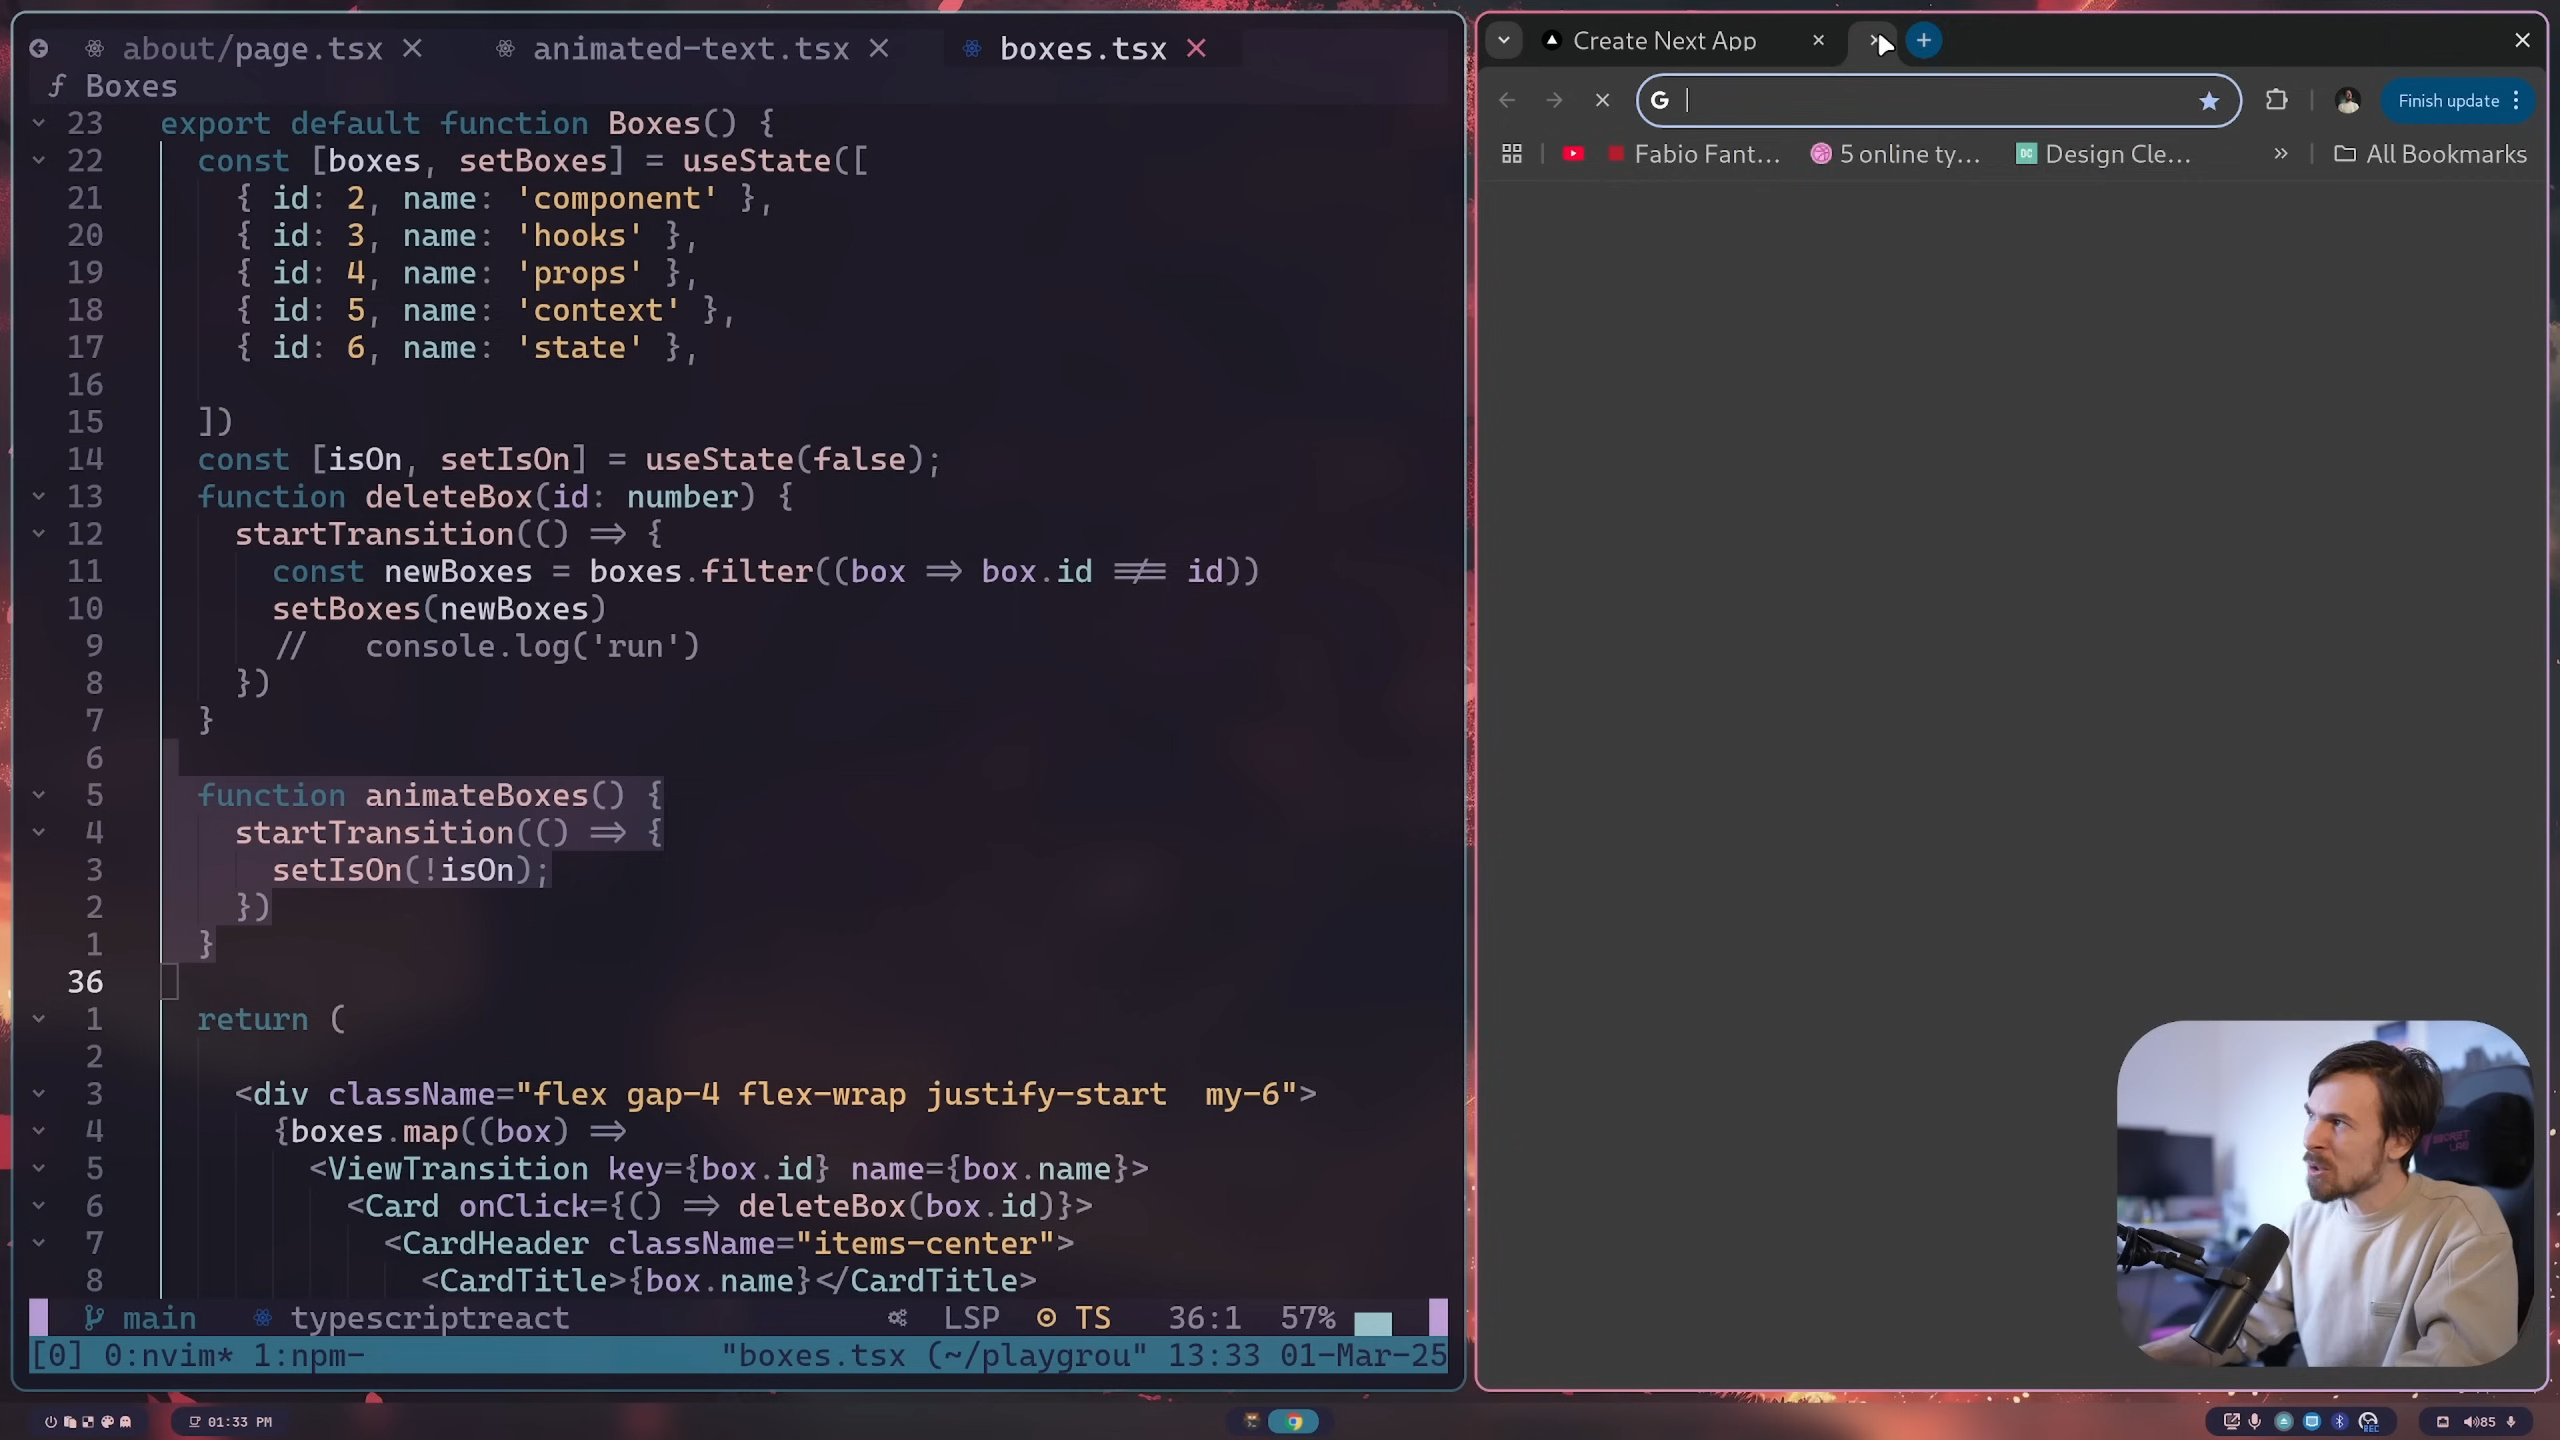 about/page.tsx animated-text.tsx boxes.tsx
Boxes
23 export default function Boxes() {
22 const [boxes, setBoxes] = useState([
21 { id: 2, name: 'component' },
20 { id: 3, name: 'hooks' },
19 { id: 4, name: 'props' },
18 { id: 5, name: 'context' },
17 { id: 6, name: 'state' },
16
15 ])
14 const [isOn, setIsOn] = useState(false);
13 function deleteBox(id: number) {
12 startTransition(() => {
11 const newBoxes = boxes.filter((box => box.id !== id))
10 setBoxes(newBoxes)
9 // console.log('run')
8 })
7 }
6
5 function animateBoxes() {
4 startTransition(() => {
3 setIsOn(!isOn);
2 })
1 }
36
1 return (
2
3 <div className="flex gap-4 flex-wrap justify-start  my-6">
4 {boxes.map((box) =>
5 <ViewTransition key={box.id} name={box.name}>
6 <Card onClick={() => deleteBox(box.id)}>
7 <CardHeader className="items-center">
8 <CardTitle>{box.name}</CardTitle>
main typescriptreact LSP TS 36:1 57%
[0] 0:nvim* 1:npm- "boxes.tsx (~/playgrou" 13:33 01-Mar-25
Create Next App
Finish update
Fabio Fant... 5 online ty... Design Cle... » All Bookmarks
SECRET LAB
01:33 PM
REC
85